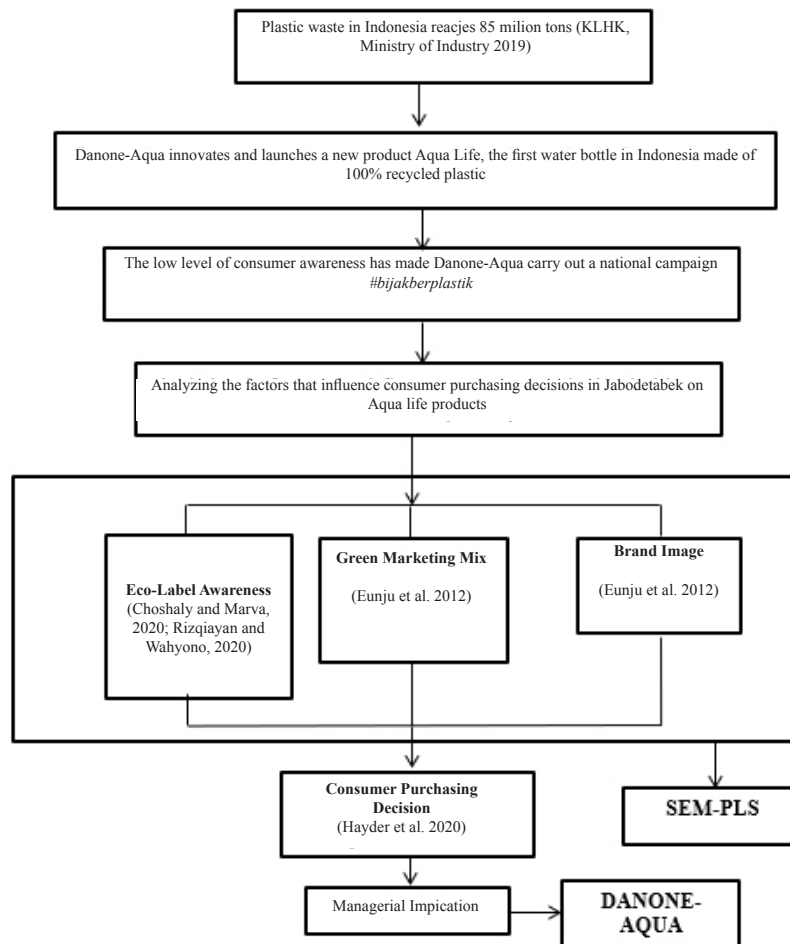 Plastic waste in Indonesia reacjes 85 milion tons (KLHK,
Ministry of Industry 2019)
Danone-Aqua innovates and launches a new product Aqua Life, the first water bottle in Indonesia made of
100% recycled plastic
The low level of consumer awareness has made Danone-Aqua carry out a national campaign
#bijakberplastik
Analyzing the factors that influence consumer purchasing decisions in Jabodetabek on
Aqua life products
Eco-Label Awareness
(Choshaly and Marva,
2020; Rizqiayan and
Wahyono, 2020)
Green Marketing Mix
(Eunju et al. 2012)
Brand Image
(Eunju et al. 2012)
Consumer Purchasing
Decision
(Hayder et al. 2020)
SEM-PLS
Managerial Impication
DANONE-
AQUA